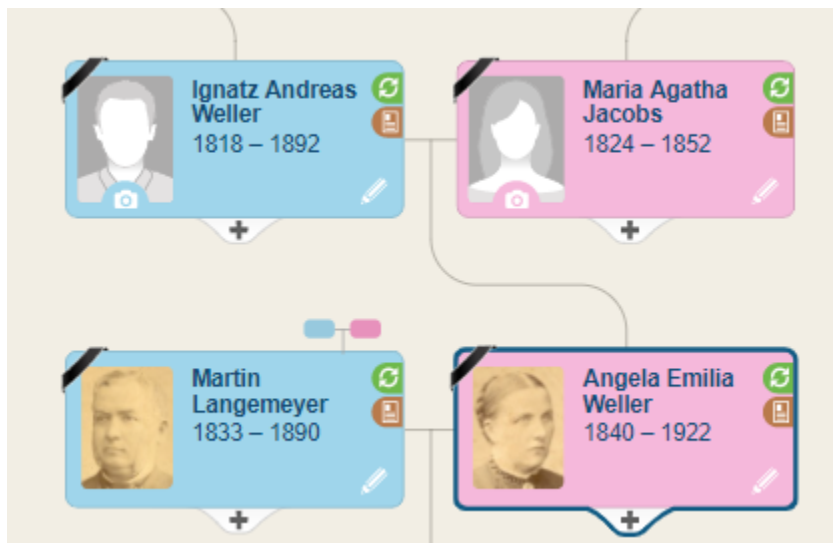 Ignatz Andreas
Weller
1818 – 1892
Maria Agatha
Jacobs
1824 – 1852
Martin
Langemeyer
1833 – 1890
Angela Emilia
Weller
1840 – 1922